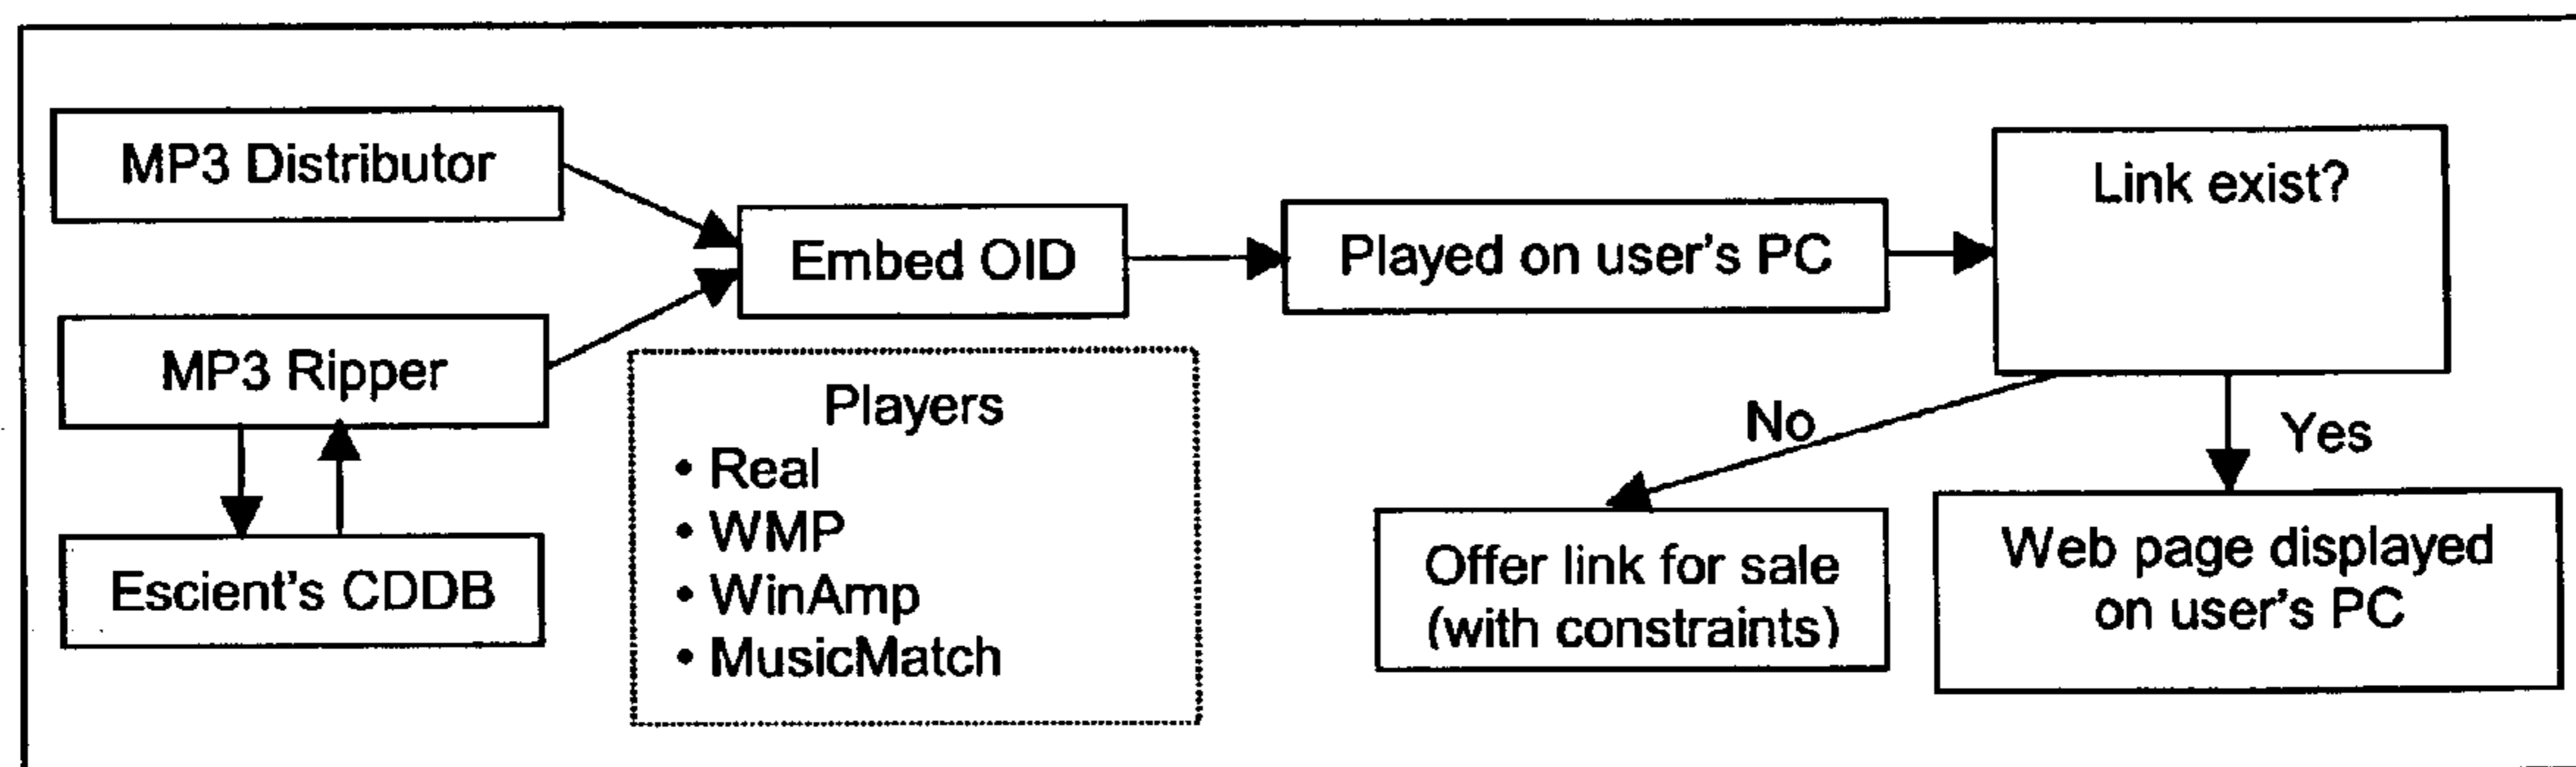 MP3 Distributor
MP3 Ripper
Escient's CDDB
Embed OID
Players
• Real
• WMP
• WinAmp
• MusicMatch
Played on user's PC
Link exist?
No
Yes
Offer link for sale
(with constraints)
Web page displayed
on user's PC